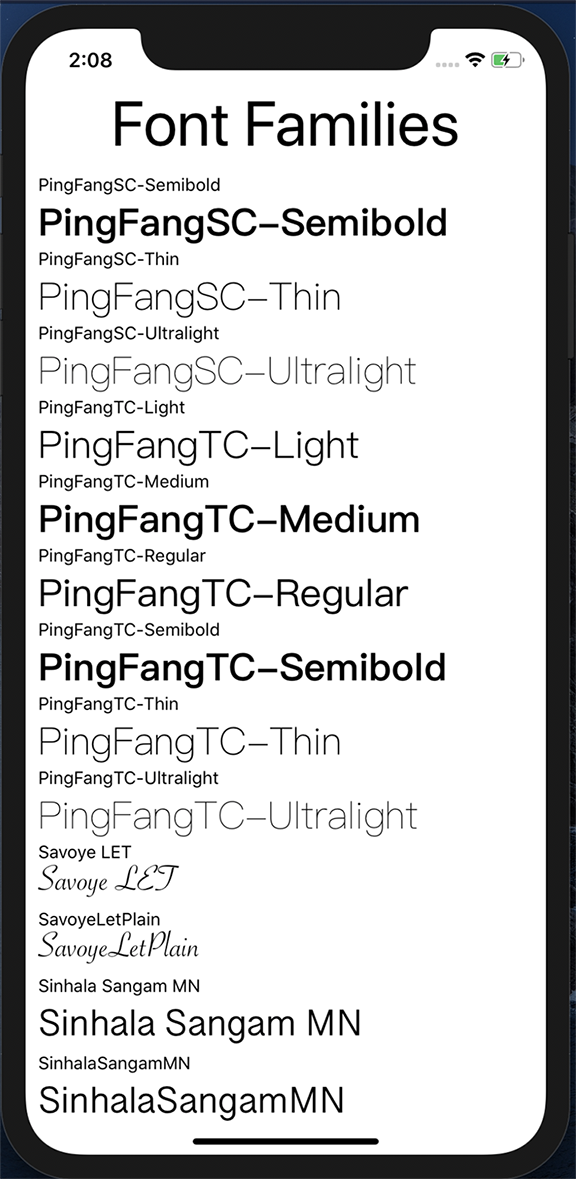 2:08
Font Families
PingFangSC-Semibold
PingFangSC–Semibold
PingFangSC-Thin
PingFangSC–Thin
PingFangSC-Ultralight
PingFangSC–Ultralight
PingFangTC-Light
PingFangTC–Light
PingFangTC-Medium
PingFangTC–Medium
PingFangTC-Regular
PingFangTC–Regular
PingFangTC-Semibold
PingFangTC–Semibold
PingFangTC-Thin
PingFangTC–Thin
PingFangTC-Ultralight
PingFangTC–Ultralight
Savoye LET
Savoye LET
SavoyeLetPlain
SavoyeLetPlain
Sinhala Sangam MN
Sinhala Sangam MN
SinhalaSangamMN
SinhalaSangamMN